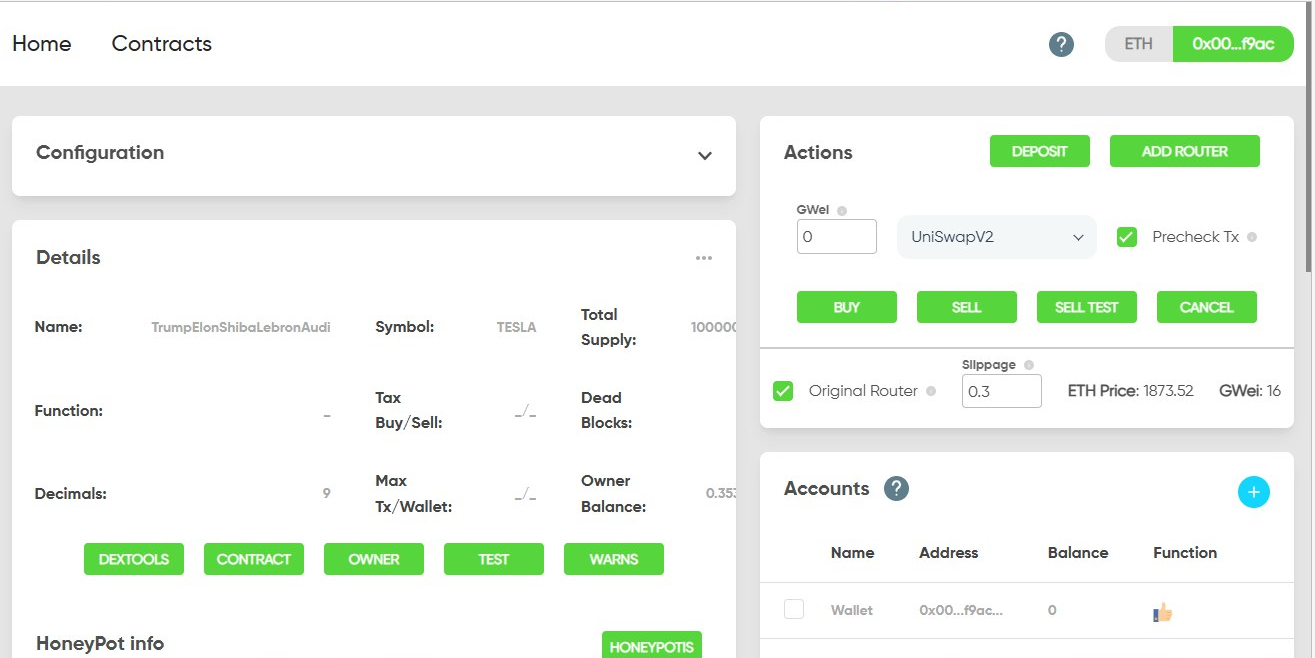 Home Contracts ? ETH 0x00...f9ac
Configuration
Details
Name: TrumpElonShibaLebronAudi Symbol: TESLA Total Supply: 100000
Function: _ Tax Buy/Sell: _/_ Dead Blocks:
Decimals: 9 Max Tx/Wallet: _/_ Owner Balance: 0.353
DEXTOOLS CONTRACT OWNER TEST WARNS
HoneyPot info HONEYPOTIS
Actions DEPOSIT ADD ROUTER
GWeI
0 UniSwapV2 Precheck Tx
BUY SELL SELL TEST CANCEL
Slippage
Original Router 0.3 ETH Price: 1873.52 GWei: 16
Accounts ? +
Name Address Balance Function
Wallet 0x00...f9ac... 0